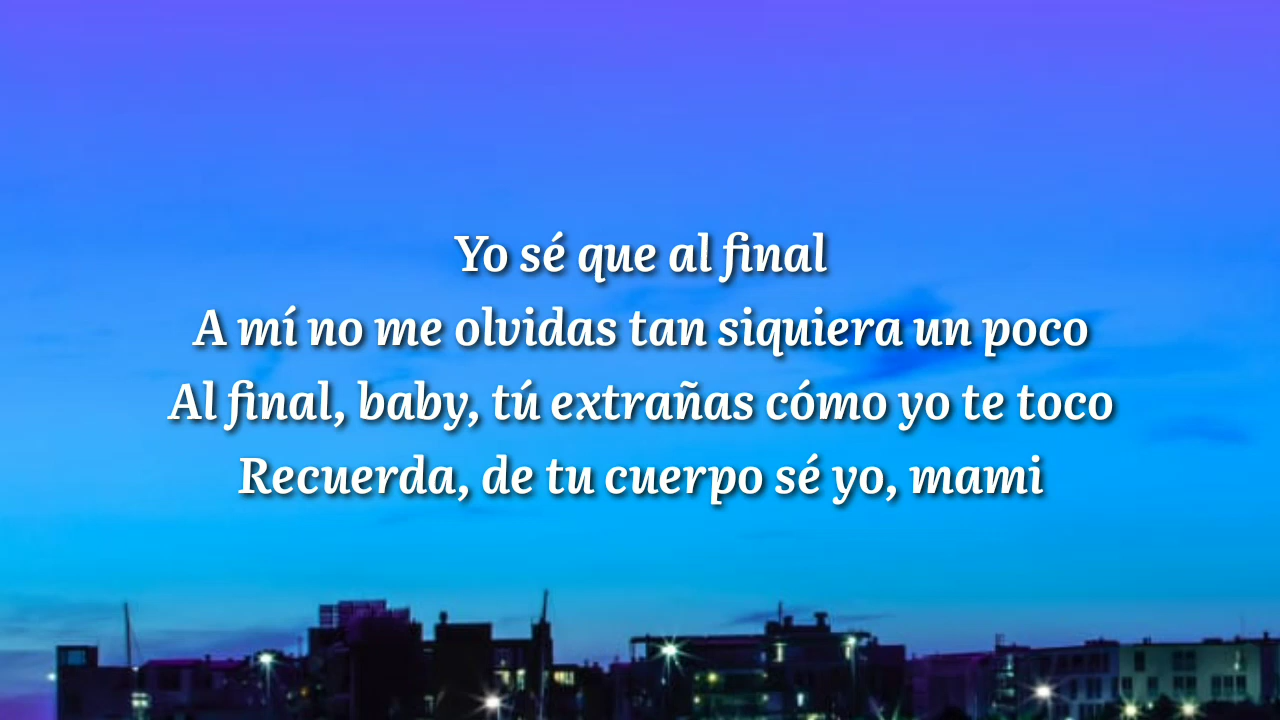 Yo sé que al final
A mí no me olvidas tan siquiera un poco
Al final, baby, tú extrañas cómo yo te toco
Recuerda, de tu cuerpo sé yo, mami